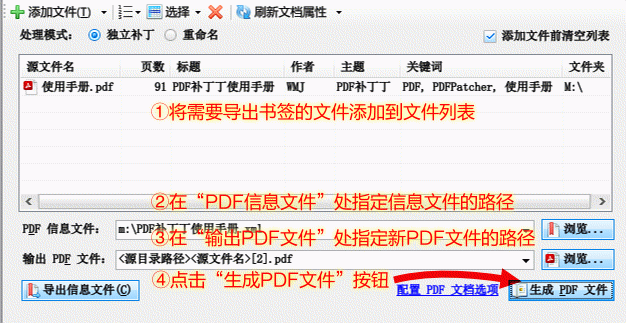 添加文件(T) 选择 刷新文档属性
处理模式： 独立补丁 重命名 添加文件前清空列表
源文件名 页数 标题 作者 主题 关键词 文件夹
使用手册.pdf 91 PDF补丁丁使用手册 WMJ PDF补丁丁 PDF, PDFPatcher, 使用手册 M:\
①将需要导出书签的文件添加到文件列表
②在“PDF信息文件”处指定信息文件的路径
PDF 信息文件： m:\PDF补丁丁使用手册.xml 浏览...
③在“输出PDF文件”处指定新PDF文件的路径
输出 PDF 文件： <源目录路径><源文件名>[2].pdf 浏览...
④点击“生成PDF文件”按钮
导出信息文件(C) 配置 PDF 文档选项 生成 PDF 文件